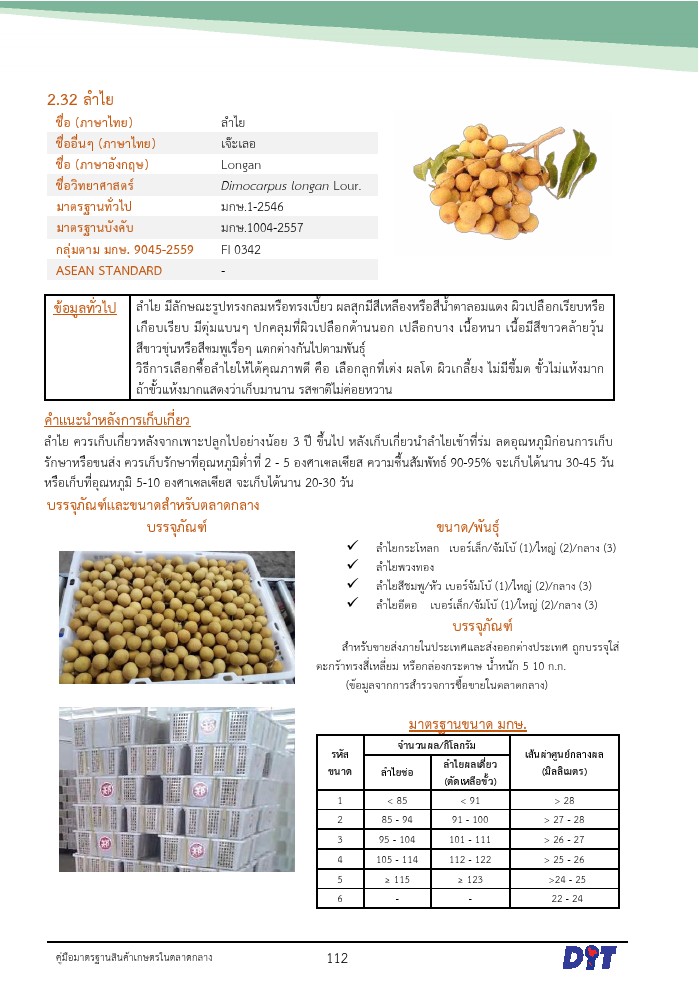 2.32 ลำไย
ชื่อ (ภาษาไทย) ลำไย
ชื่ออื่นๆ (ภาษาไทย) เจ๊ะเลอ
ชื่อ (ภาษาอังกฤษ) Longan
ชื่อวิทยาศาสตร์ Dimocarpus longan Lour.
มาตรฐานทั่วไป มกษ.1-2546
มาตรฐานบังคับ มกษ.1004-2557
กลุ่มตาม มกษ. 9045-2559 FI 0342
ASEAN STANDARD -
ข้อมูลทั่วไป ลำไย มีลักษณะรูปทรงกลมหรือทรงเบี้ยว ผลสุกมีสีเหลืองหรือสีน้ำตาลอมแดง ผิวเปลือกเรียบหรือ
เกือบเรียบ มีตุ่มแบนๆ ปกคลุมที่ผิวเปลือกด้านนอก เปลือกบาง เนื้อหนา เนื้อมีสีขาวคล้ายวุ้น
สีขาวขุ่นหรือสีชมพูเรื่อๆ แตกต่างกันไปตามพันธุ์
วิธีการเลือกซื้อลำไยให้ได้คุณภาพดี คือ เลือกลูกที่เต่ง ผลโต ผิวเกลี้ยง ไม่มีขี้มด ขั้วไม่แห้งมาก
ถ้าขั้วแห้งมากแสดงว่าเก็บมานาน รสชาติไม่ค่อยหวาน
คำแนะนำหลังการเก็บเกี่ยว
ลำไย ควรเก็บเกี่ยวหลังจากเพาะปลูกไปอย่างน้อย 3 ปี ขึ้นไป หลังเก็บเกี่ยวนำลำไยเข้าที่ร่ม ลดอุณหภูมิก่อนการเก็บ
รักษาหรือขนส่ง ควรเก็บรักษาที่อุณหภูมิต่ำที่ 2 - 5 องศาเซลเซียส ความชื้นสัมพัทธ์ 90-95% จะเก็บได้นาน 30-45 วัน
หรือเก็บที่อุณหภูมิ 5-10 องศาเซลเซียส จะเก็บได้นาน 20-30 วัน
บรรจุภัณฑ์และขนาดสำหรับตลาดกลาง
บรรจุภัณฑ์
ขนาด/พันธุ์
✓ ลำไยกระโหลก เบอร์เล็ก/จัมโบ้ (1)/ใหญ่ (2)/กลาง (3)
✓ ลำไยพวงทอง
✓ ลำไยสีชมพู/หัว เบอร์จัมโบ้ (1)/ใหญ่ (2)/กลาง (3)
✓ ลำไยอีดอ เบอร์เล็ก/จัมโบ้ (1)/ใหญ่ (2)/กลาง (3)
บรรจุภัณฑ์
สำหรับขายส่งภายในประเทศและส่งออกต่างประเทศ ถูกบรรจุใส่
ตะกร้าทรงสี่เหลี่ยม หรือกล่องกระดาษ น้ำหนัก 5 10 ก.ก.
(ข้อมูลจากการสำรวจการซื้อขายในตลาดกลาง)
มาตรฐานขนาด มกษ.
รหัสขนาด จำนวนผล/กิโลกรัม เส้นผ่าศูนย์กลางผล (มิลลิเมตร)
ลำไยช่อ ลำไยผลเดี่ยว (ตัดเหลือขั้ว)
1 < 85 < 91 > 28
2 85 - 94 91 - 100 > 27 - 28
3 95 - 104 101 - 111 > 26 - 27
4 105 - 114 112 - 122 > 25 - 26
5 ≥ 115 ≥ 123 >24 - 25
6 - - 22 - 24
คู่มือมาตรฐานสินค้าเกษตรในตลาดกลาง
112
DIT